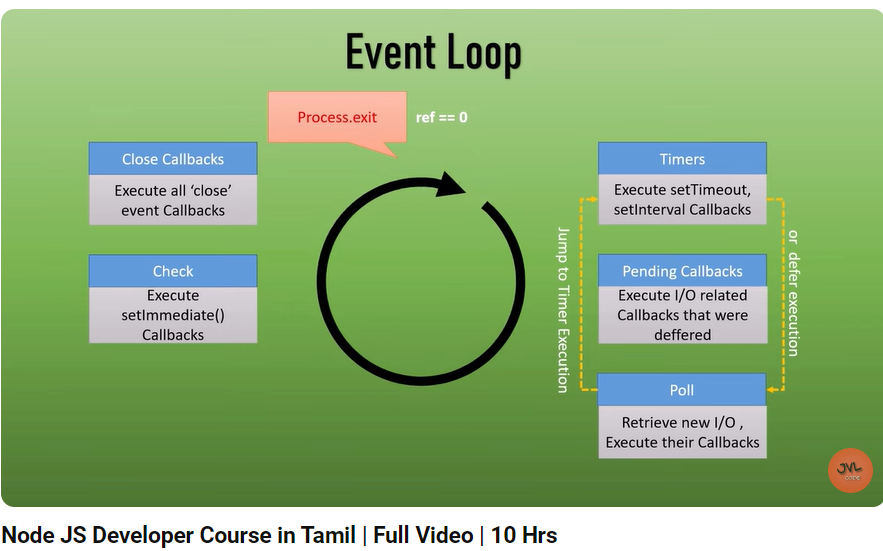 Event Loop
Process.exit
ref == 0
Close Callbacks
Execute all ‘close’
event Callbacks
Check
Execute
setImmediate()
Callbacks
Timers
Execute setTimeout,
setInterval Callbacks
Pending Callbacks
Execute I/O related
Callbacks that were
deffered
Poll
Retrieve new I/O ,
Execute their Callbacks
Jump to Timer Execution
or defer execution
JVL
CODE
Node JS Developer Course in Tamil | Full Video | 10 Hrs